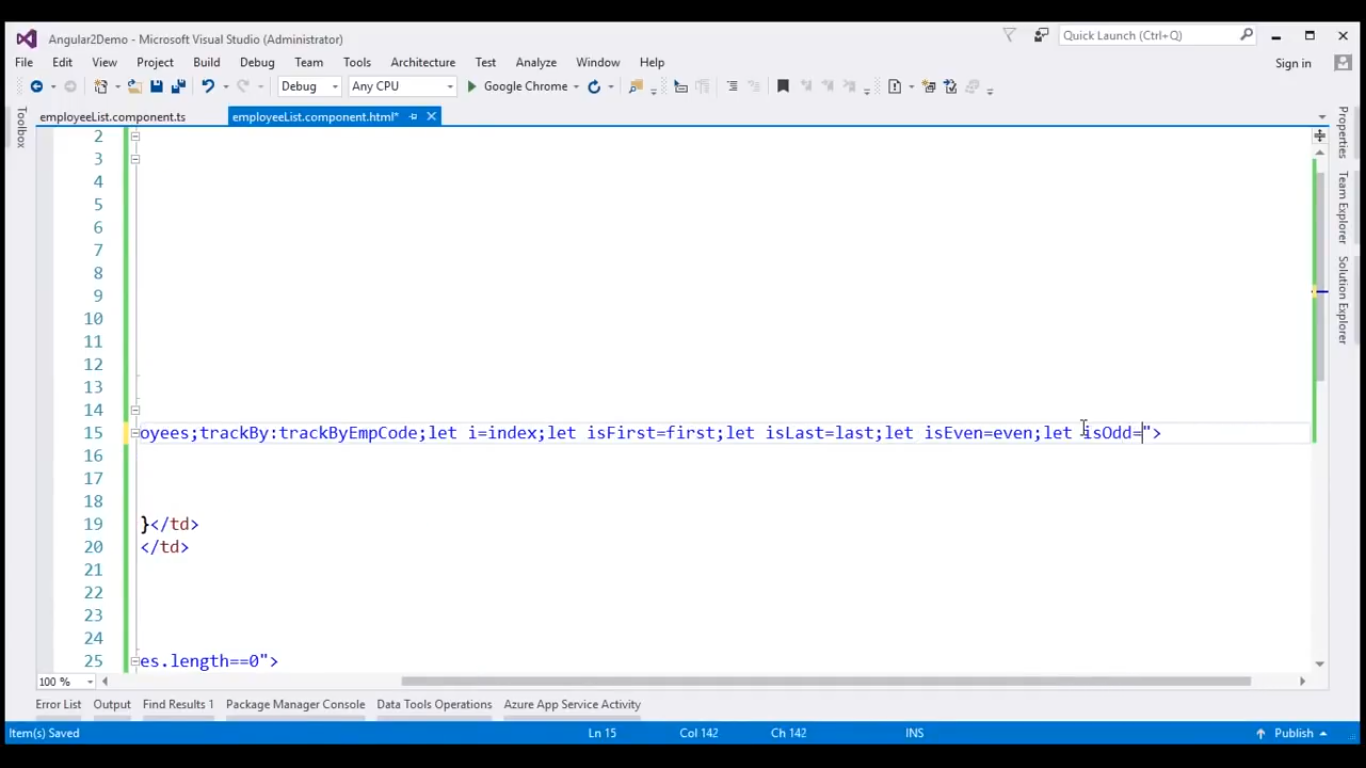 Angular2Demo - Microsoft Visual Studio (Administrator)
Quick Launch (Ctrl+Q)
File Edit View Project Build Debug Team Tools Architecture Test Analyze Window Help
Sign in
Debug Any CPU Google Chrome
Toolbox
employeeList.component.ts employeeList.component.html*
Properties
Team Explorer
Solution Explorer
2
3
4
5
6
7
8
9
10
11
12
13
14
15 oyees;trackBy:trackByEmpCode;let i=index;let isFirst=first;let isLast=last;let isEven=even;let isOdd=">
16
17
18
19 }</td>
20 </td>
21
22
23
24
25 es.length==0">
100 %
Error List Output Find Results 1 Package Manager Console Data Tools Operations Azure App Service Activity
Item(s) Saved Ln 15 Col 142 Ch 142 INS Publish